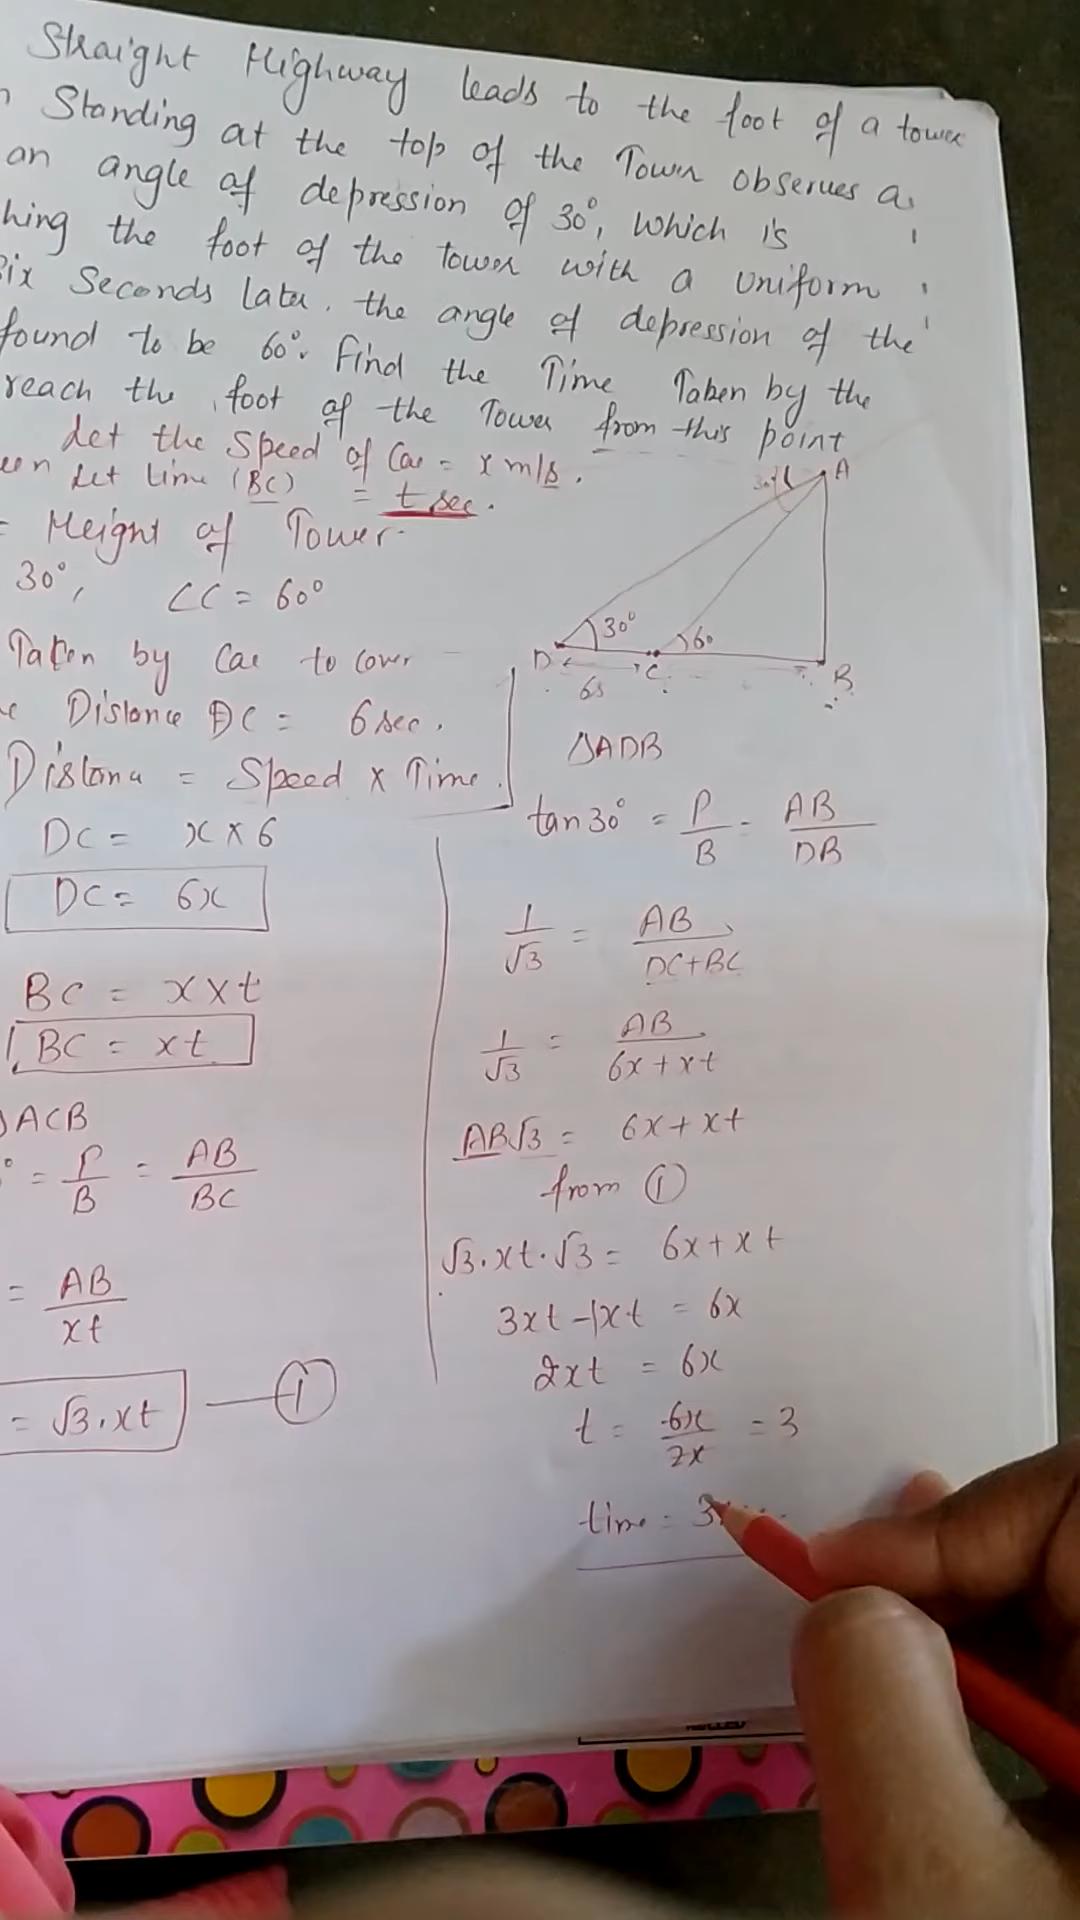 Straight Highway leads to the foot of a tower
Standing at the top of the Tower observes a
an angle of depression of 30°, which is
hing the foot of the tower with a uniform
Six Seconds later, the angle of depression of the
found to be 60°. Find the Time Taken by the
reach the foot of the Tower from this point
Let the Speed of Car = x m/s.
Let time (BC) = t sec.
= Height of Tower
30°, ∠C = 60°
Taken by Car to cover
Distance DC = 6 sec.
Distance = Speed × Time
DC = x × 6
DC = 6x
BC = x × t
BC = xt
ΔACB
° = P/B = AB/BC
= AB/xt
= √3.xt — ①
30°
A
30°
60
D
C
B
6s
ΔADB
tan 30° = P/B = AB/DB
1/√3 = AB/DC+BC
1/√3 = AB/6x+xt
AB√3 = 6x+xt
from ①
√3.xt.√3 = 6x+xt
3xt-1xt = 6x
2xt = 6x
t = 6x/2x = 3
time = 3